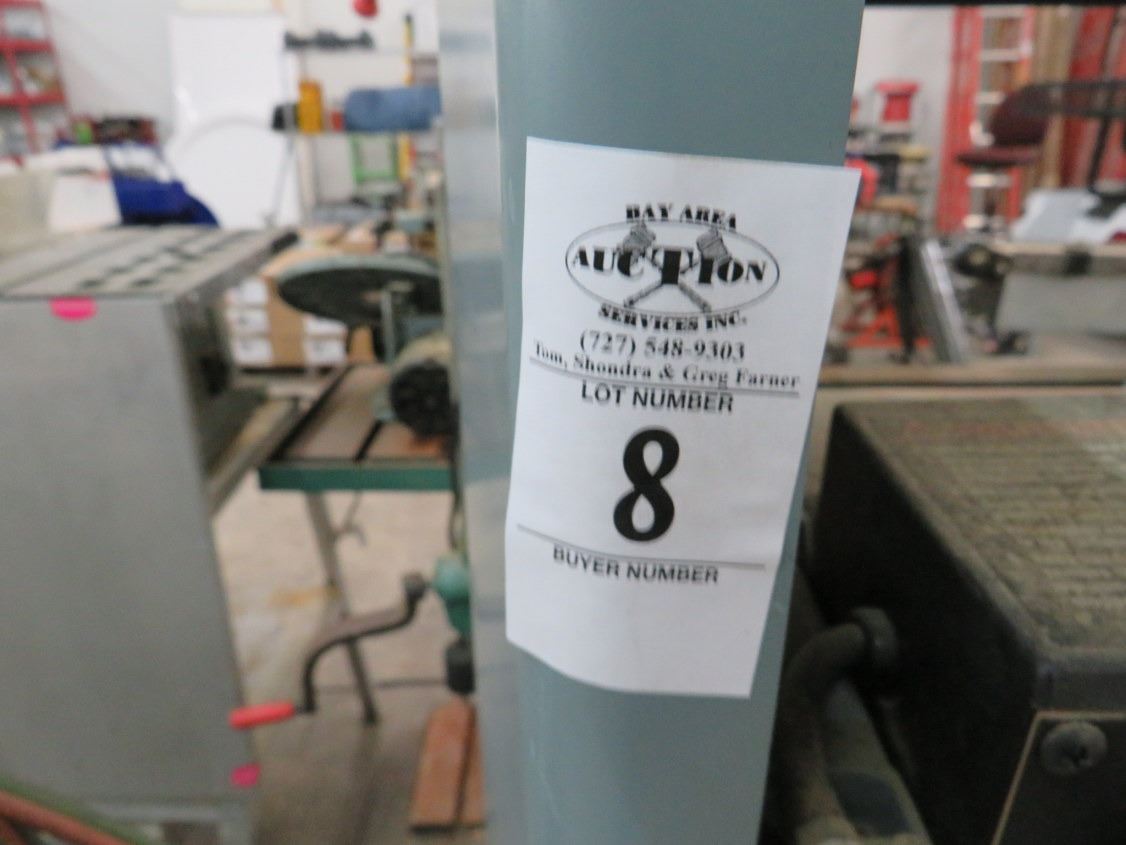 BAY AREA
AUCTION
SERVICES INC.
(727) 548-9303
Tom, Shondra & Greg Farner
LOT NUMBER
8
BUYER NUMBER